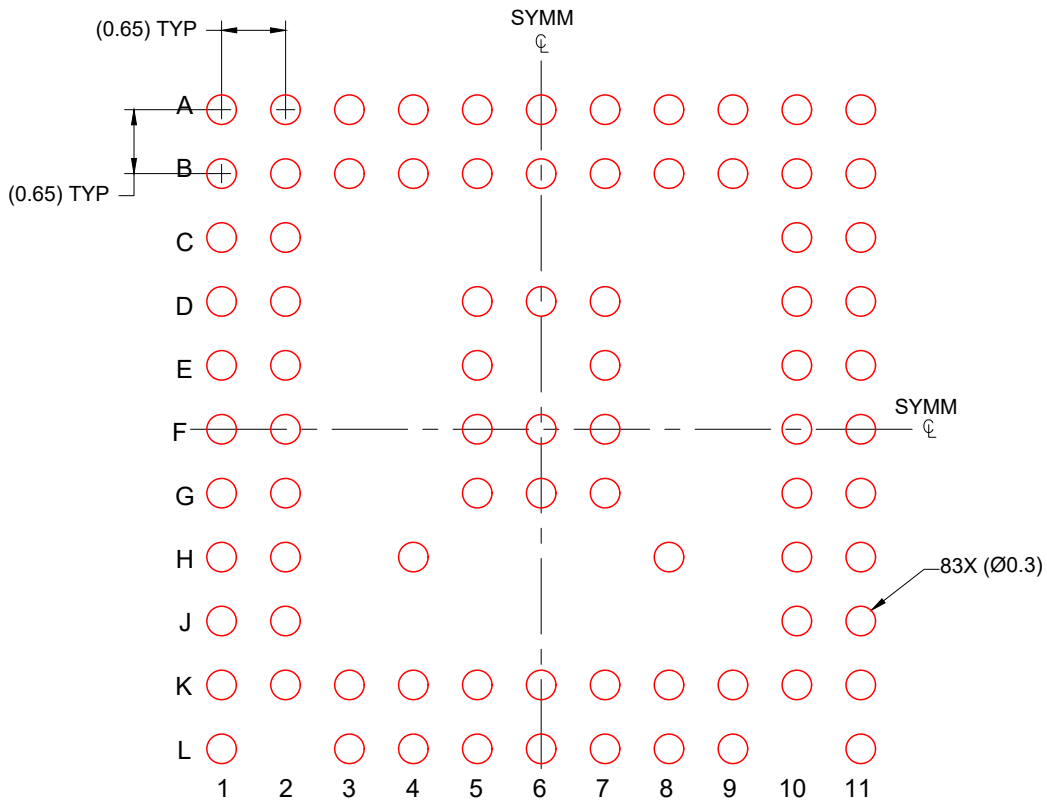 (0.65) TYP
SYMM
℄
A
B
(0.65) TYP
C
D
E
SYMM
℄
F
G
H
83X (Ø0.3)
J
K
L
1 2 3 4 5 6 7 8 9 10 11